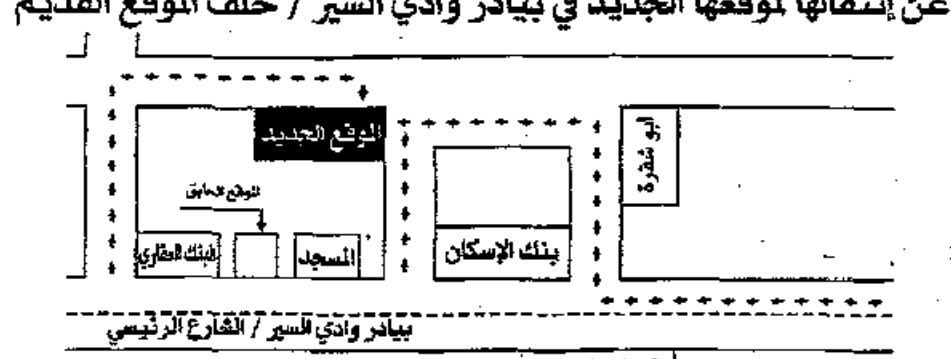 عن إنتقالها لموقعها الجديد في بيادر وادي السير / خلف الموقع القديم
الموقع الجديد
ابو شقرة
الموقع السابق
البنك العقاري
المسجد
بنك الإسكان
بيادر وادي السير / الشارع الرئيسي